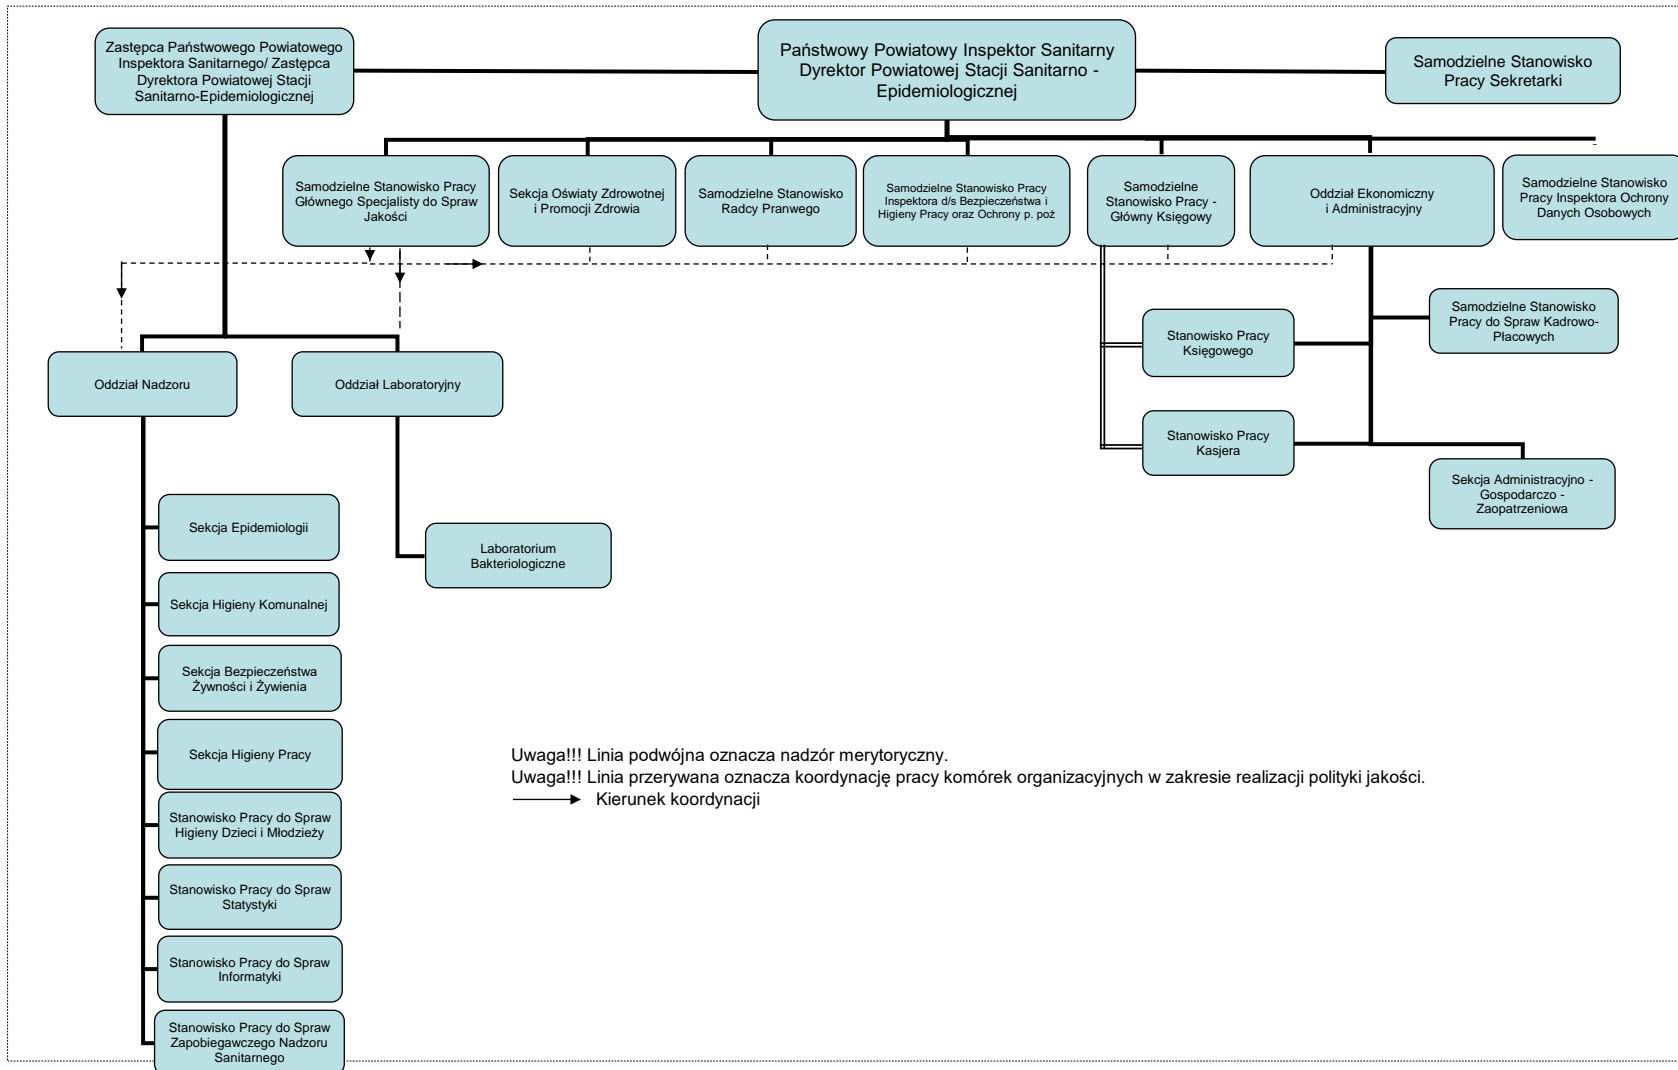 Zastępca Państwowego Powiatowego
Inspektora Sanitarnego/ Zastępca
Dyrektora Powiatowej Stacji
Sanitarno-Epidemiologicznej
Państwowy Powiatowy Inspektor Sanitarny
Dyrektor Powiatowej Stacji Sanitarno -
Epidemiologicznej
Samodzielne Stanowisko
Pracy Sekretarki
Samodzielne Stanowisko Pracy
Głównego Specjalisty do Spraw
Jakości
Sekcja Oświaty Zdrowotnej
i Promocji Zdrowia
Samodzielne Stanowisko
Radcy Pranwego
Samodzielne Stanowisko Pracy
Inspektora d/s Bezpieczeństwa i
Higieny Pracy oraz Ochrony p. poż
Samodzielne
Stanowisko Pracy -
Główny Księgowy
Oddział Ekonomiczny
i Administracyjny
Samodzielne Stanowisko
Pracy Inspektora Ochrony
Danych Osobowych
Samodzielne Stanowisko
Pracy do Spraw Kadrowo-
Płacowych
Stanowisko Pracy
Księgowego
Oddział Nadzoru
Oddział Laboratoryjny
Stanowisko Pracy
Kasjera
Sekcja Administracyjno -
Gospodarczo -
Zaopatrzeniowa
Sekcja Epidemiologii
Laboratorium
Bakteriologiczne
Sekcja Higieny Komunalnej
Sekcja Bezpieczeństwa
Żywności i Żywienia
Sekcja Higieny Pracy
Uwaga!!! Linia podwójna oznacza nadzór merytoryczny.
Uwaga!!! Linia przerywana oznacza koordynację pracy komórek organizacyjnych w zakresie realizacji polityki jakości.
Kierunek koordynacji
Stanowisko Pracy do Spraw
Higieny Dzieci i Młodzieży
Stanowisko Pracy do Spraw
Statystyki
Stanowisko Pracy do Spraw
Informatyki
Stanowisko Pracy do Spraw
Zapobiegawczego Nadzoru
Sanitarnego